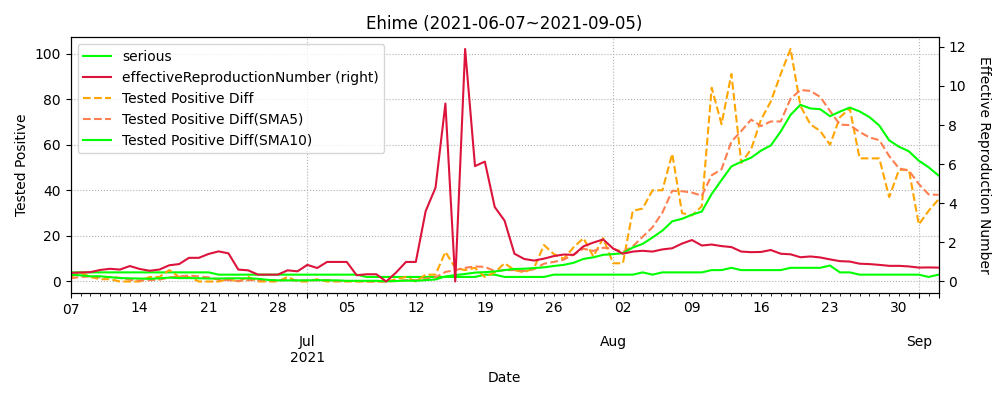 Ehime (2021-06-07~2021-09-05)
serious
effectiveReproductionNumber (right)
Tested Positive Diff
Tested Positive Diff(SMA5)
Tested Positive Diff(SMA10)
Tested Positive
100
80
60
40
20
0
12
10
8
6
4
2
0
Effective Reproduction Number
07 14 21 28 05 12 19 26 02 09 16 23 30
Jul Aug Sep
2021
Date